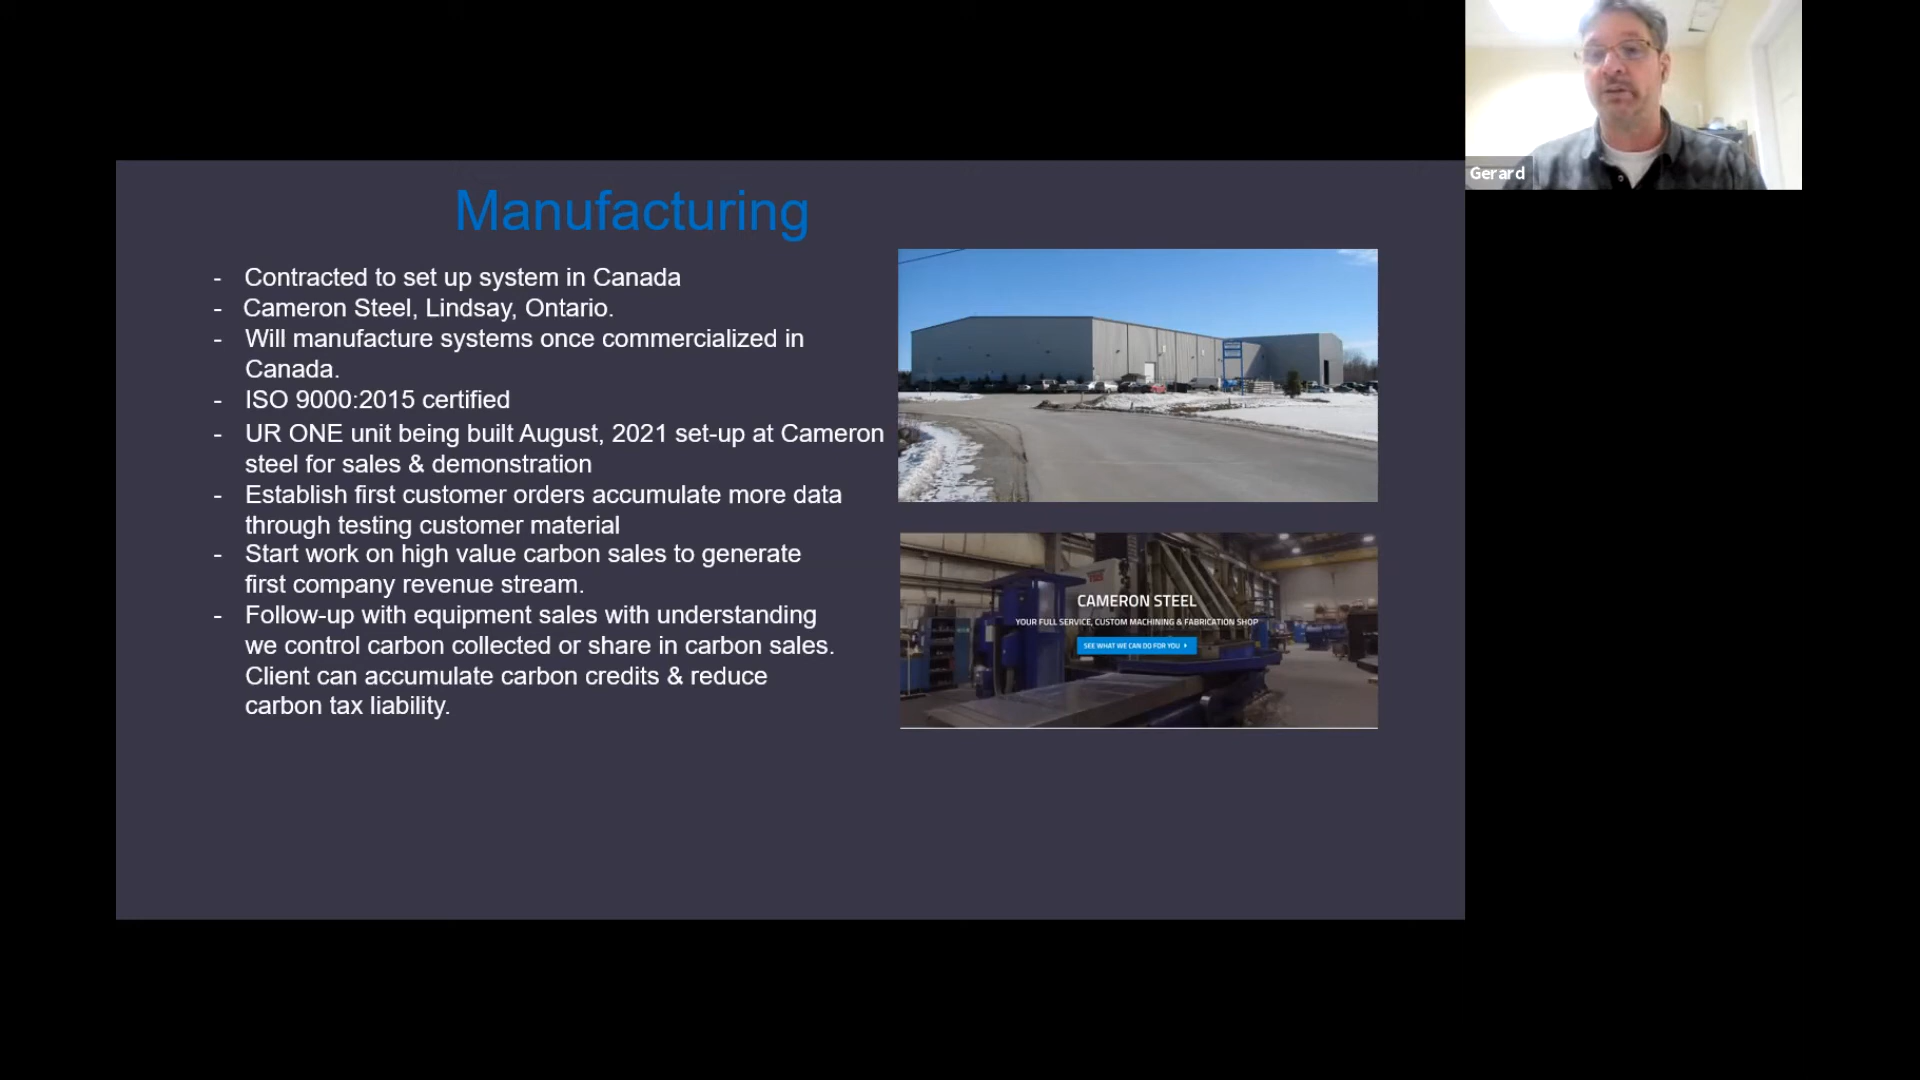 Gerard
Manufacturing
- Contracted to set up system in Canada
- Cameron Steel, Lindsay, Ontario.
- Will manufacture systems once commercialized in
Canada.
- ISO 9000:2015 certified
- UR ONE unit being built August, 2021 set-up at Cameron
steel for sales & demonstration
- Establish first customer orders accumulate more data
through testing customer material
- Start work on high value carbon sales to generate
first company revenue stream.
- Follow-up with equipment sales with understanding
we control carbon collected or share in carbon sales.
Client can accumulate carbon credits & reduce
carbon tax liability.
CAMERON STEEL
YOUR FULL SERVICE, CUSTOM MACHINING & FABRICATION SHOP
SEE WHAT WE CAN DO FOR YOU